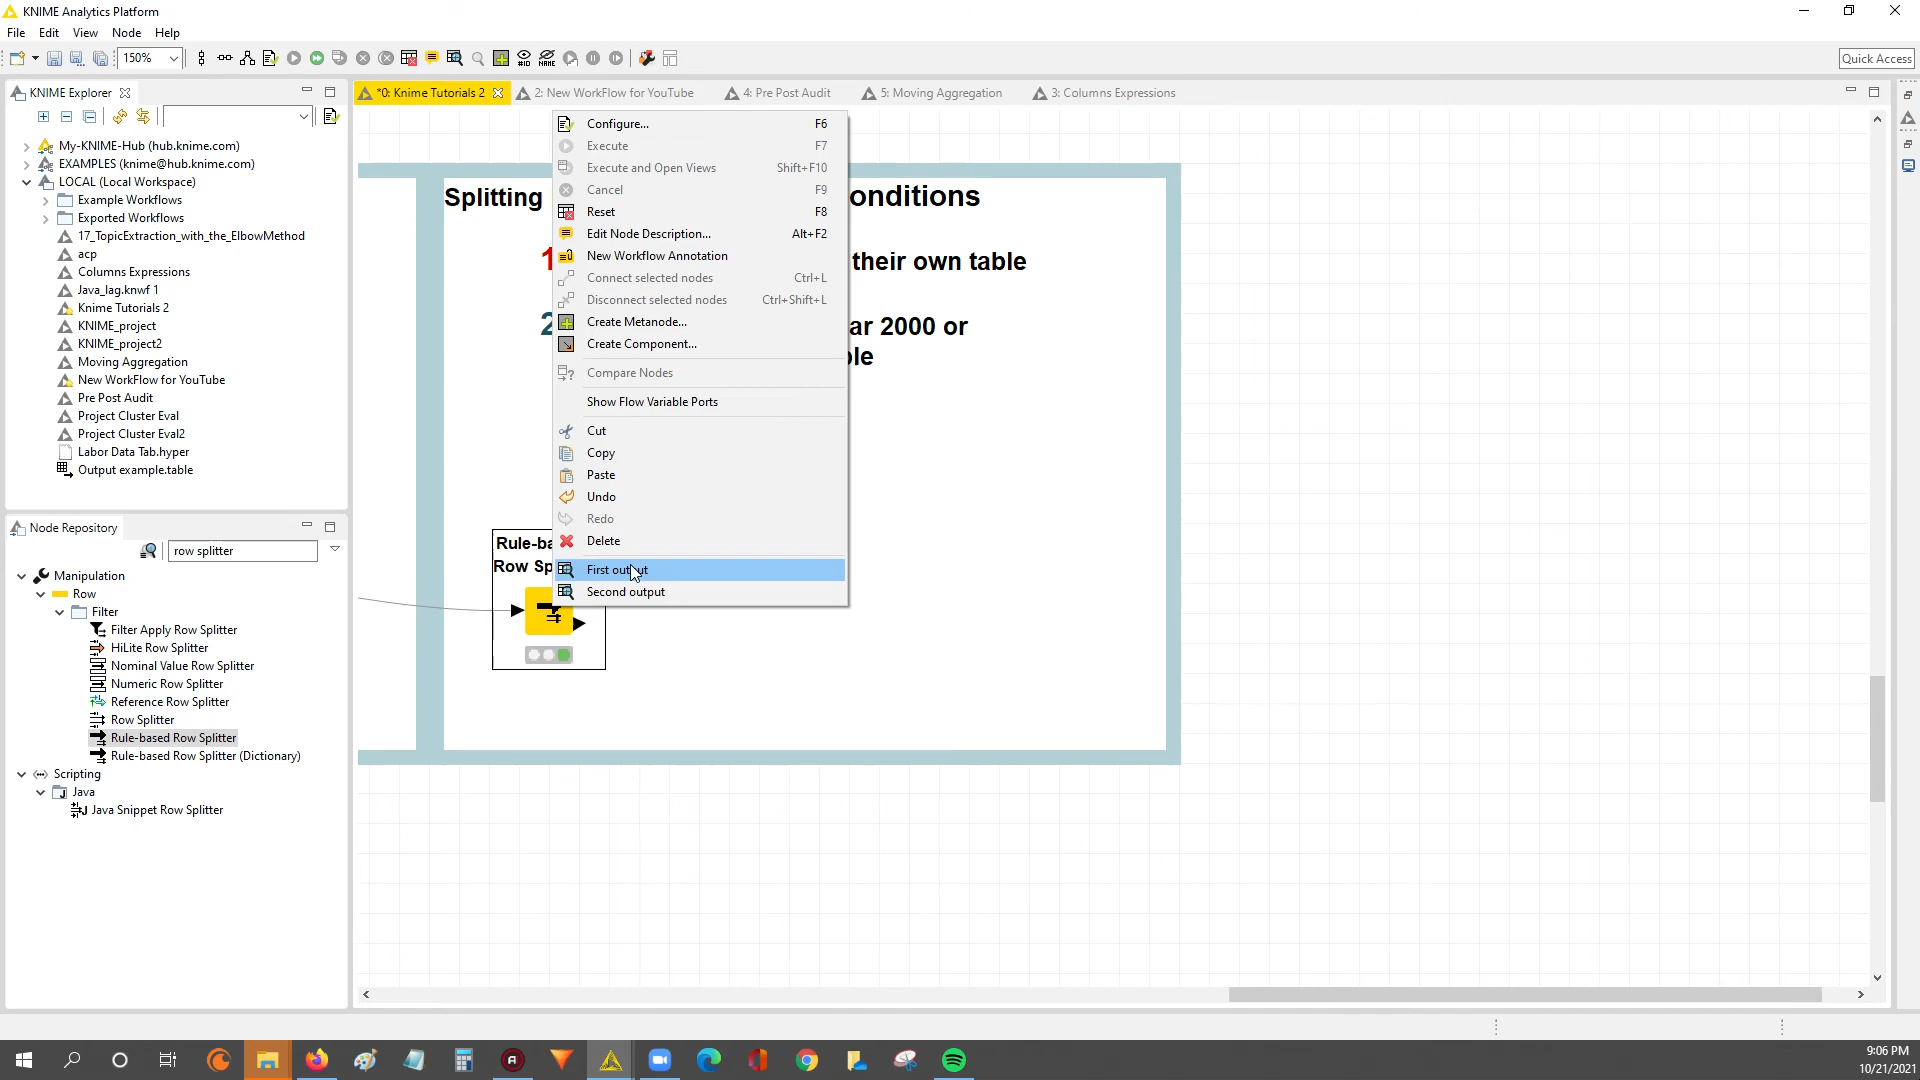 KNIME Analytics Platform
File Edit View Node Help
150%
Quick Access
KNIME Explorer
*0: Knime Tutorials 2
2: New WorkFlow for YouTube
4: Pre Post Audit
5: Moving Aggregation
3: Columns Expressions
My-KNIME-Hub (hub.knime.com)
EXAMPLES (knime@hub.knime.com)
LOCAL (Local Workspace)
Example Workflows
Exported Workflows
17_TopicExtraction_with_the_ElbowMethod
acp
Columns Expressions
Java_lag.knwf 1
Knime Tutorials 2
KNIME_project
KNIME_project2
Moving Aggregation
New WorkFlow for YouTube
Pre Post Audit
Project Cluster Eval
Project Cluster Eval2
Labor Data Tab.hyper
Output example.table
Node Repository
row splitter
Manipulation
Row
Filter
Filter Apply Row Splitter
HiLite Row Splitter
Nominal Value Row Splitter
Numeric Row Splitter
Reference Row Splitter
Row Splitter
Rule-based Row Splitter
Rule-based Row Splitter (Dictionary)
Scripting
Java
Java Snippet Row Splitter
Splitting onditions
1 their own table
2 ar 2000 or
ble
Configure... F6
Execute F7
Execute and Open Views Shift+F10
Cancel F9
Reset F8
Edit Node Description... Alt+F2
New Workflow Annotation
Connect selected nodes Ctrl+L
Disconnect selected nodes Ctrl+Shift+L
Create Metanode...
Create Component...
Compare Nodes
Show Flow Variable Ports
Cut
Copy
Paste
Undo
Redo
Delete
First output
Second output
Rule-ba
Row Sp
9:06 PM
10/21/2021